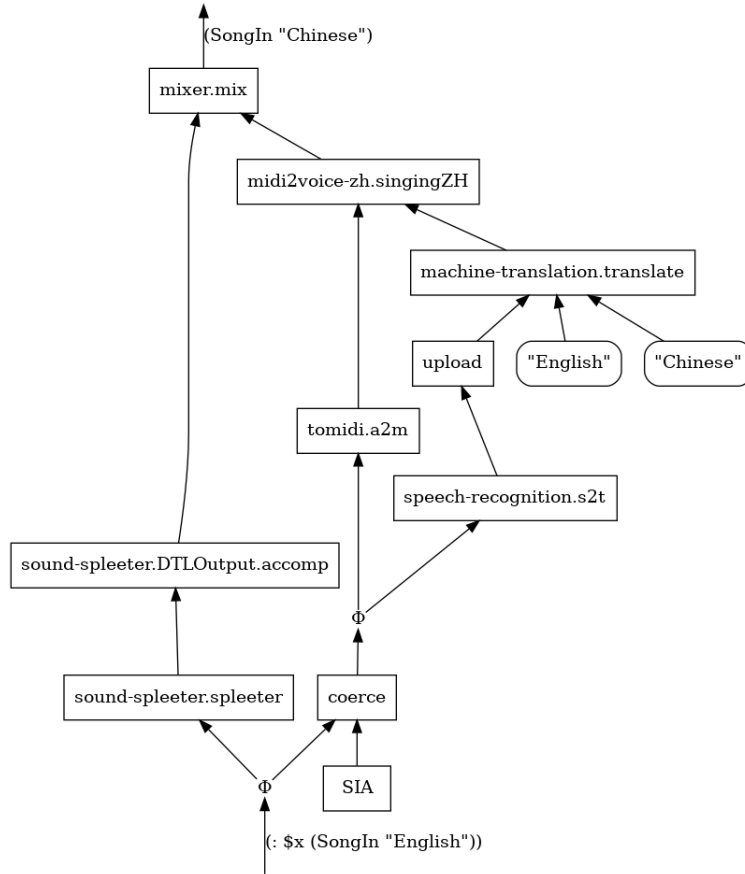 (SongIn "Chinese")
mixer.mix
midi2voice-zh.singingZH
machine-translation.translate
upload
"English"
"Chinese"
tomidi.a2m
speech-recognition.s2t
sound-spleeter.DTLOutput.accomp
Φ
sound-spleeter.spleeter
coerce
Φ
SIA
(: $x (SongIn "English"))